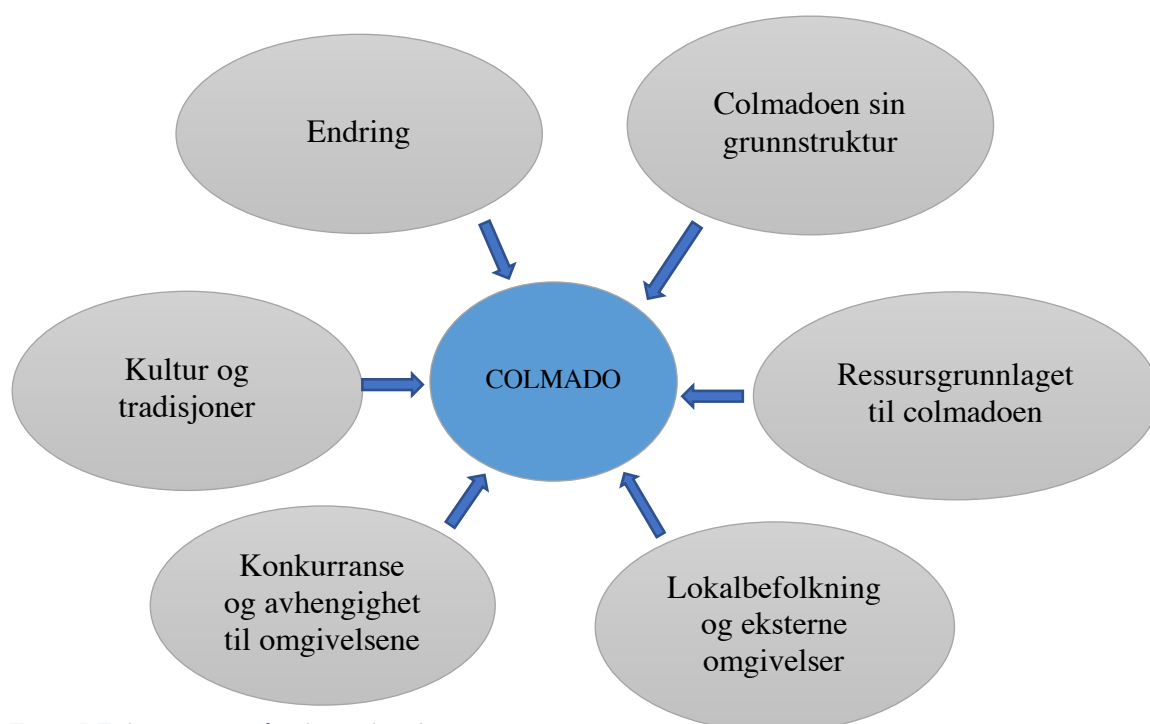 Endring
Colmadoen sin
grunnstruktur
Kultur og
tradisjoner
COLMADO
Ressursgrunnlaget
til colmadoen
Konkurranse
og avhengighet
til omgivelsene
Lokalbefolkning
og eksterne
omgivelser